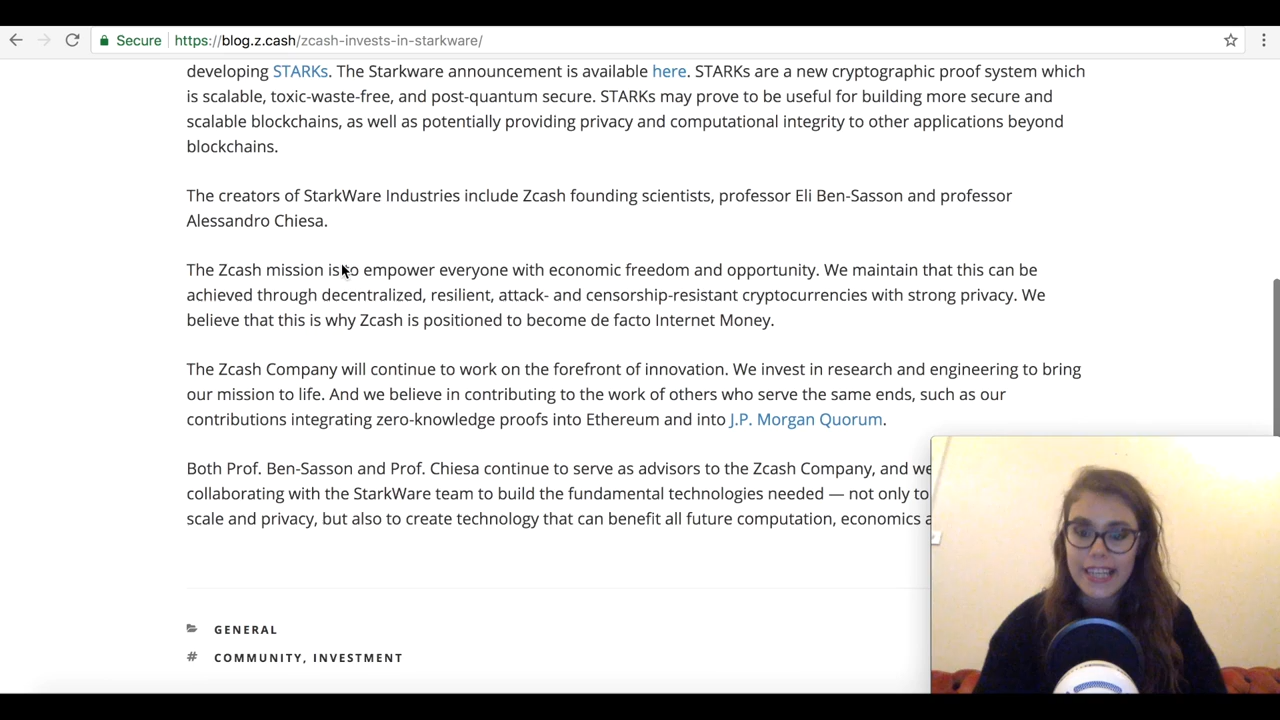 Secure https://blog.z.cash/zcash-invests-in-starkware/
developing STARKs. The Starkware announcement is available here. STARKs are a new cryptographic proof system which
is scalable, toxic-waste-free, and post-quantum secure. STARKs may prove to be useful for building more secure and
scalable blockchains, as well as potentially providing privacy and computational integrity to other applications beyond
blockchains.
The creators of StarkWare Industries include Zcash founding scientists, professor Eli Ben-Sasson and professor
Alessandro Chiesa.
The Zcash mission is to empower everyone with economic freedom and opportunity. We maintain that this can be
achieved through decentralized, resilient, attack- and censorship-resistant cryptocurrencies with strong privacy. We
believe that this is why Zcash is positioned to become de facto Internet Money.
The Zcash Company will continue to work on the forefront of innovation. We invest in research and engineering to bring
our mission to life. And we believe in contributing to the work of others who serve the same ends, such as our
contributions integrating zero-knowledge proofs into Ethereum and into J.P. Morgan Quorum.
Both Prof. Ben-Sasson and Prof. Chiesa continue to serve as advisors to the Zcash Company, and we
collaborating with the StarkWare team to build the fundamental technologies needed — not only to
scale and privacy, but also to create technology that can benefit all future computation, economics
GENERAL
# COMMUNITY, INVESTMENT